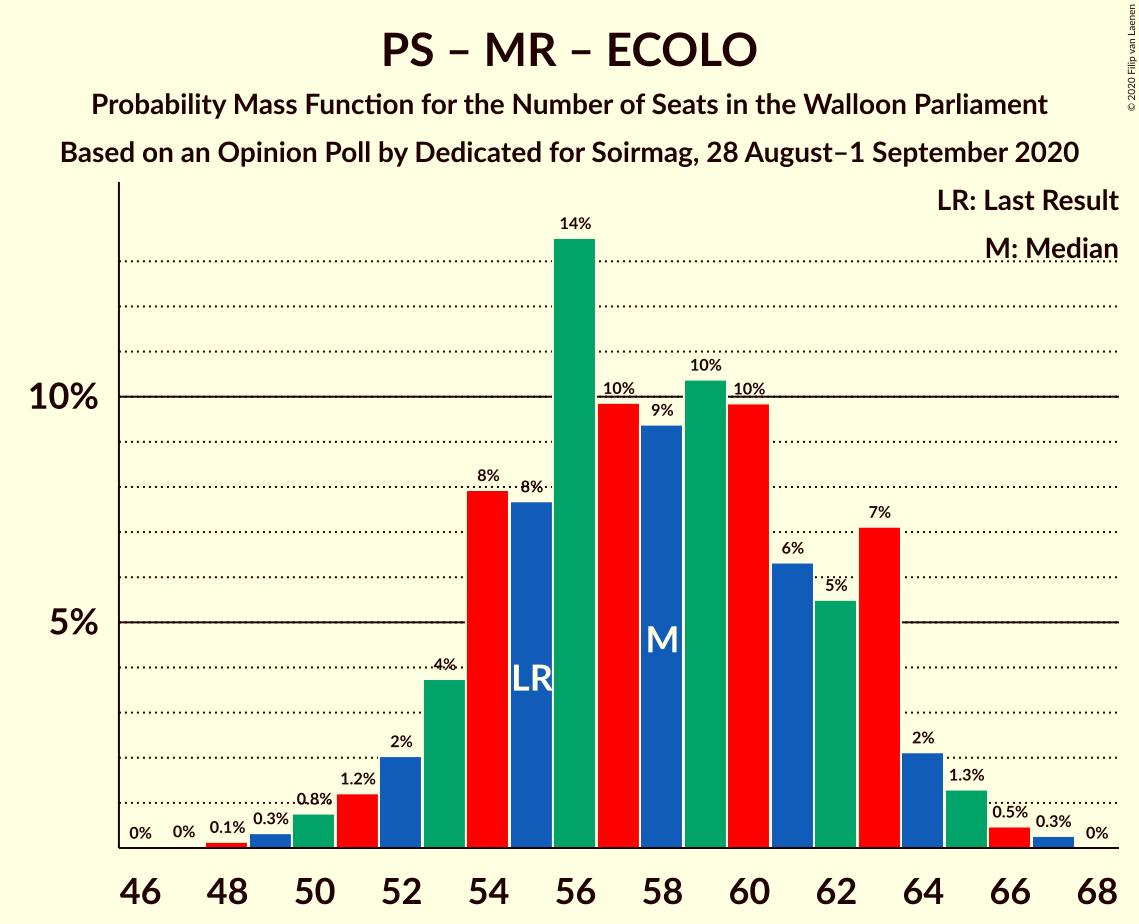 PS – MR – ECOLO
Probability Mass Function for the Number of Seats in the Walloon Parliament
Based on an Opinion Poll by Dedicated for Soirmag, 28 August–1 September 2020
© 2020 Filip van Laenen
LR: Last Result
M: Median
10%
5%
0%
0%
0.1%
0.3%
0.8%
1.2%
2%
4%
8%
8%
14%
10%
9%
10%
10%
6%
5%
7%
2%
1.3%
0.5%
0.3%
0%
LR
M
46 48 50 52 54 56 58 60 62 64 66 68